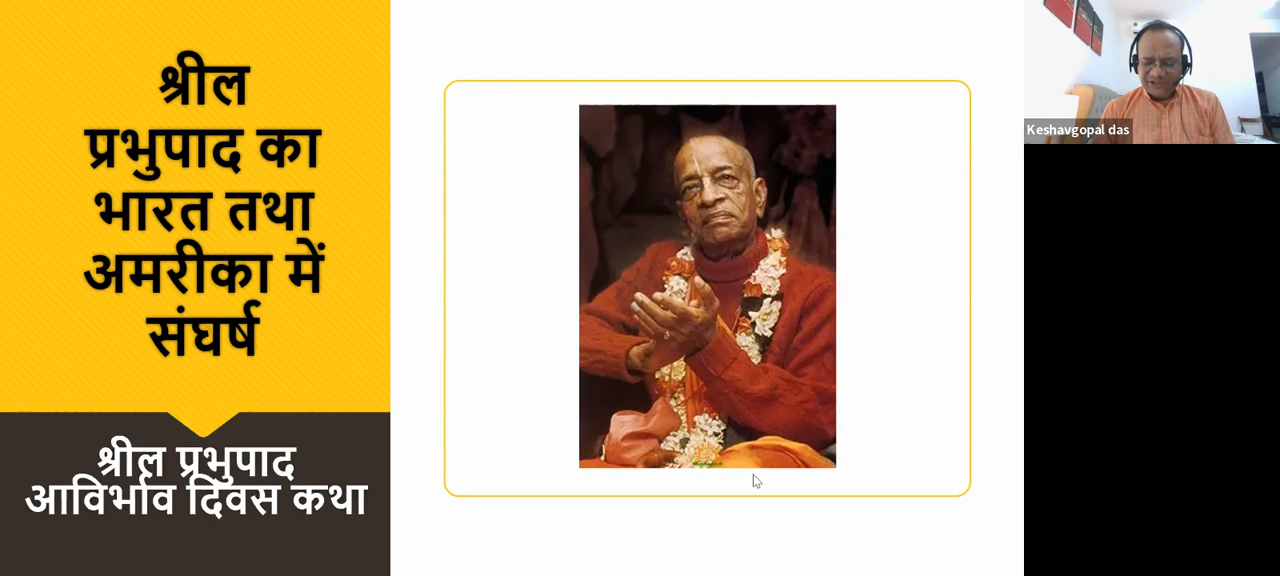 श्रील
प्रभुपाद का
भारत तथा
अमरीका में
संघर्ष
श्रील प्रभुपाद
आविर्भाव दिवस कथा
Keshavgopal das